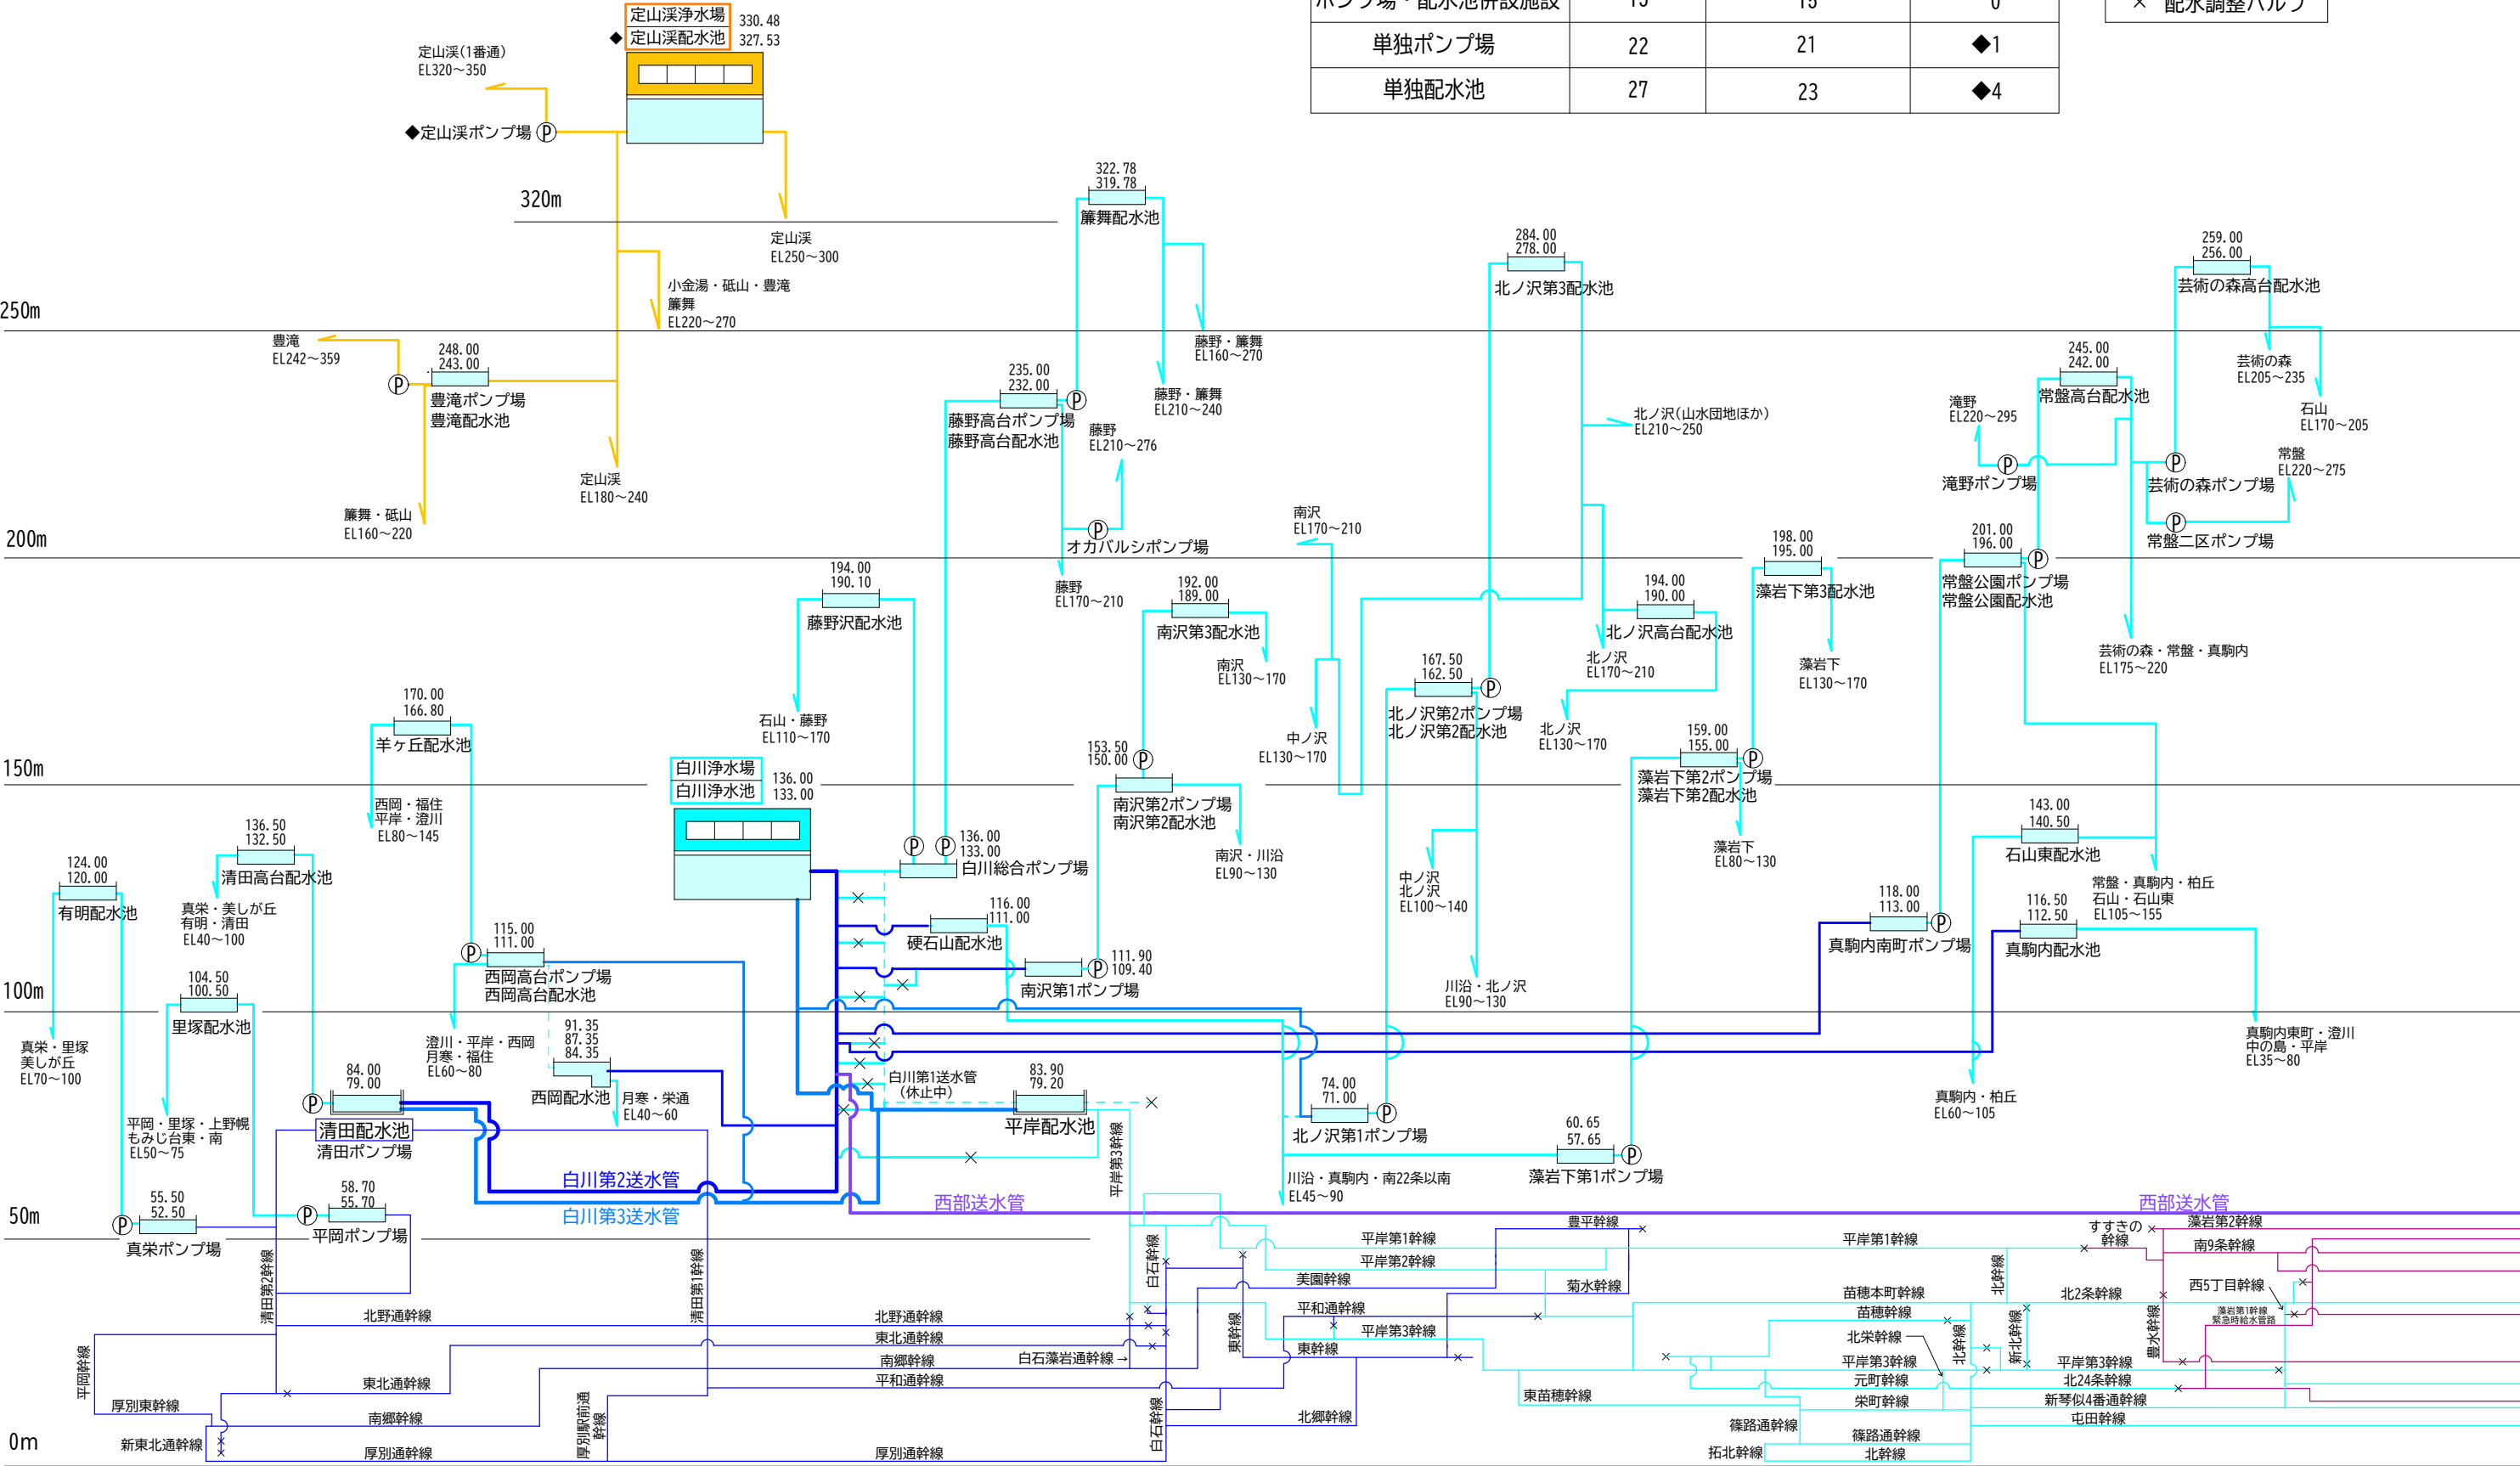 ポンプ場・配水池併設施設 15 15 0
× 配水調整バルブ
単独ポンプ場 22 21 ◆1
単独配水池 27 23 ◆4
定山渓浄水場
◆ 定山渓配水池
330.48
327.53
定山渓(1番通)
EL320～350
◆定山渓ポンプ場 P
320m
定山渓
EL250～300
小金湯・砥山・豊滝
簾舞
EL220～270
322.78
319.78
簾舞配水池
284.00
278.00
北ノ沢第3配水池
259.00
256.00
芸術の森高台配水池
250m
豊滝
EL242～359
248.00
243.00
P
豊滝ポンプ場
豊滝配水池
藤野・簾舞
EL160～270
235.00
232.00
P
藤野高台ポンプ場
藤野高台配水池
藤野・簾舞
EL210～240
藤野
EL210～276
北ノ沢(山水団地ほか)
EL210～250
245.00
242.00
常盤高台配水池
芸術の森
EL205～235
石山
EL170～205
滝野
EL220～295
P
滝野ポンプ場
P
芸術の森ポンプ場
常盤
EL220～275
P
常盤二区ポンプ場
定山渓
EL180～240
簾舞・砥山
EL160～220
200m
P
オカバルシポンプ場
藤野
EL170～210
南沢
EL170～210
198.00
195.00
藻岩下第3配水池
201.00
196.00
P
常盤公園ポンプ場
常盤公園配水池
194.00
190.10
藤野沢配水池
192.00
189.00
南沢第3配水池
194.00
190.00
北ノ沢高台配水池
南沢
EL130～170
北ノ沢
EL170～210
藻岩下
EL130～170
芸術の森・常盤・真駒内
EL175～220
170.00
166.80
羊ヶ丘配水池
石山・藤野
EL110～170
167.50
162.50
P
北ノ沢第2ポンプ場
北ノ沢第2配水池
中ノ沢
EL130～170
北ノ沢
EL130～170
150m
白川浄水場
白川浄水池
136.00
133.00
153.50
150.00
P
南沢第2ポンプ場
南沢第2配水池
159.00
155.00
P
藻岩下第2ポンプ場
藻岩下第2配水池
西岡・福住
平岸・澄川
EL80～145
136.50
132.50
清田高台配水池
P
P
136.00
133.00
白川総合ポンプ場
南沢・川沿
EL90～130
藻岩下
EL80～130
143.00
140.50
石山東配水池
124.00
120.00
有明配水池
真栄・美しが丘
有明・清田
EL40～100
中ノ沢
北ノ沢
EL100～140
常盤・真駒内・柏丘
石山・石山東
EL105～155
115.00
111.00
P
西岡高台ポンプ場
西岡高台配水池
116.00
111.00
硬石山配水池
118.00
113.00
P
真駒内南町ポンプ場
116.50
112.50
真駒内配水池
111.90
109.40
P
南沢第1ポンプ場
川沿・北ノ沢
EL90～130
100m
104.50
100.50
里塚配水池
真栄・里塚
美しが丘
EL70～100
澄川・平岸・西岡
月寒・福住
EL60～80
91.35
87.35
84.35
西岡配水池
月寒・栄通
EL40～60
真駒内東町・澄川
中の島・平岸
EL35～80
平岡・里塚・上野幌
もみじ台東・南
EL50～75
84.00
79.00
P
清田配水池
清田ポンプ場
白川第1送水管
(休止中)
83.90
79.20
平岸配水池
74.00
71.00
P
北ノ沢第1ポンプ場
真駒内・柏丘
EL60～105
60.65
57.65
P
藻岩下第1ポンプ場
川沿・真駒内・南22条以南
EL45～90
白川第2送水管
白川第3送水管
西部送水管
西部送水管
50m
55.50
52.50
P
真栄ポンプ場
58.70
55.70
P
平岡ポンプ場
平岸第3幹線
清田第2幹線
清田第1幹線
白石幹線
豊平幹線
平岸第1幹線
平岸第1幹線
平岸第2幹線
美園幹線
菊水幹線
すすきの
幹線
藻岩第2幹線
南9条幹線
北幹線
西5丁目幹線
苗穂本町幹線
北2条幹線
北野通幹線
北野通幹線
平和通幹線
苗穂幹線
藻岩第1幹線
緊急時給水管路
東北通幹線
東幹線
平岸第3幹線
北栄幹線
北幹線
新北幹線
豊水幹線
平岡幹線
南郷幹線
白石藻岩通幹線→
東幹線
平岸第3幹線
平岸第3幹線
東北通幹線
平和通幹線
元町幹線
北24条幹線
厚別東幹線
南郷幹線
厚別駅前通
幹線
白石幹線
北郷幹線
東苗穂幹線
栄町幹線
新琴似4番通幹線
篠路通幹線
屯田幹線
0m
新東北通幹線
厚別通幹線
厚別通幹線
篠路通幹線
拓北幹線
北幹線